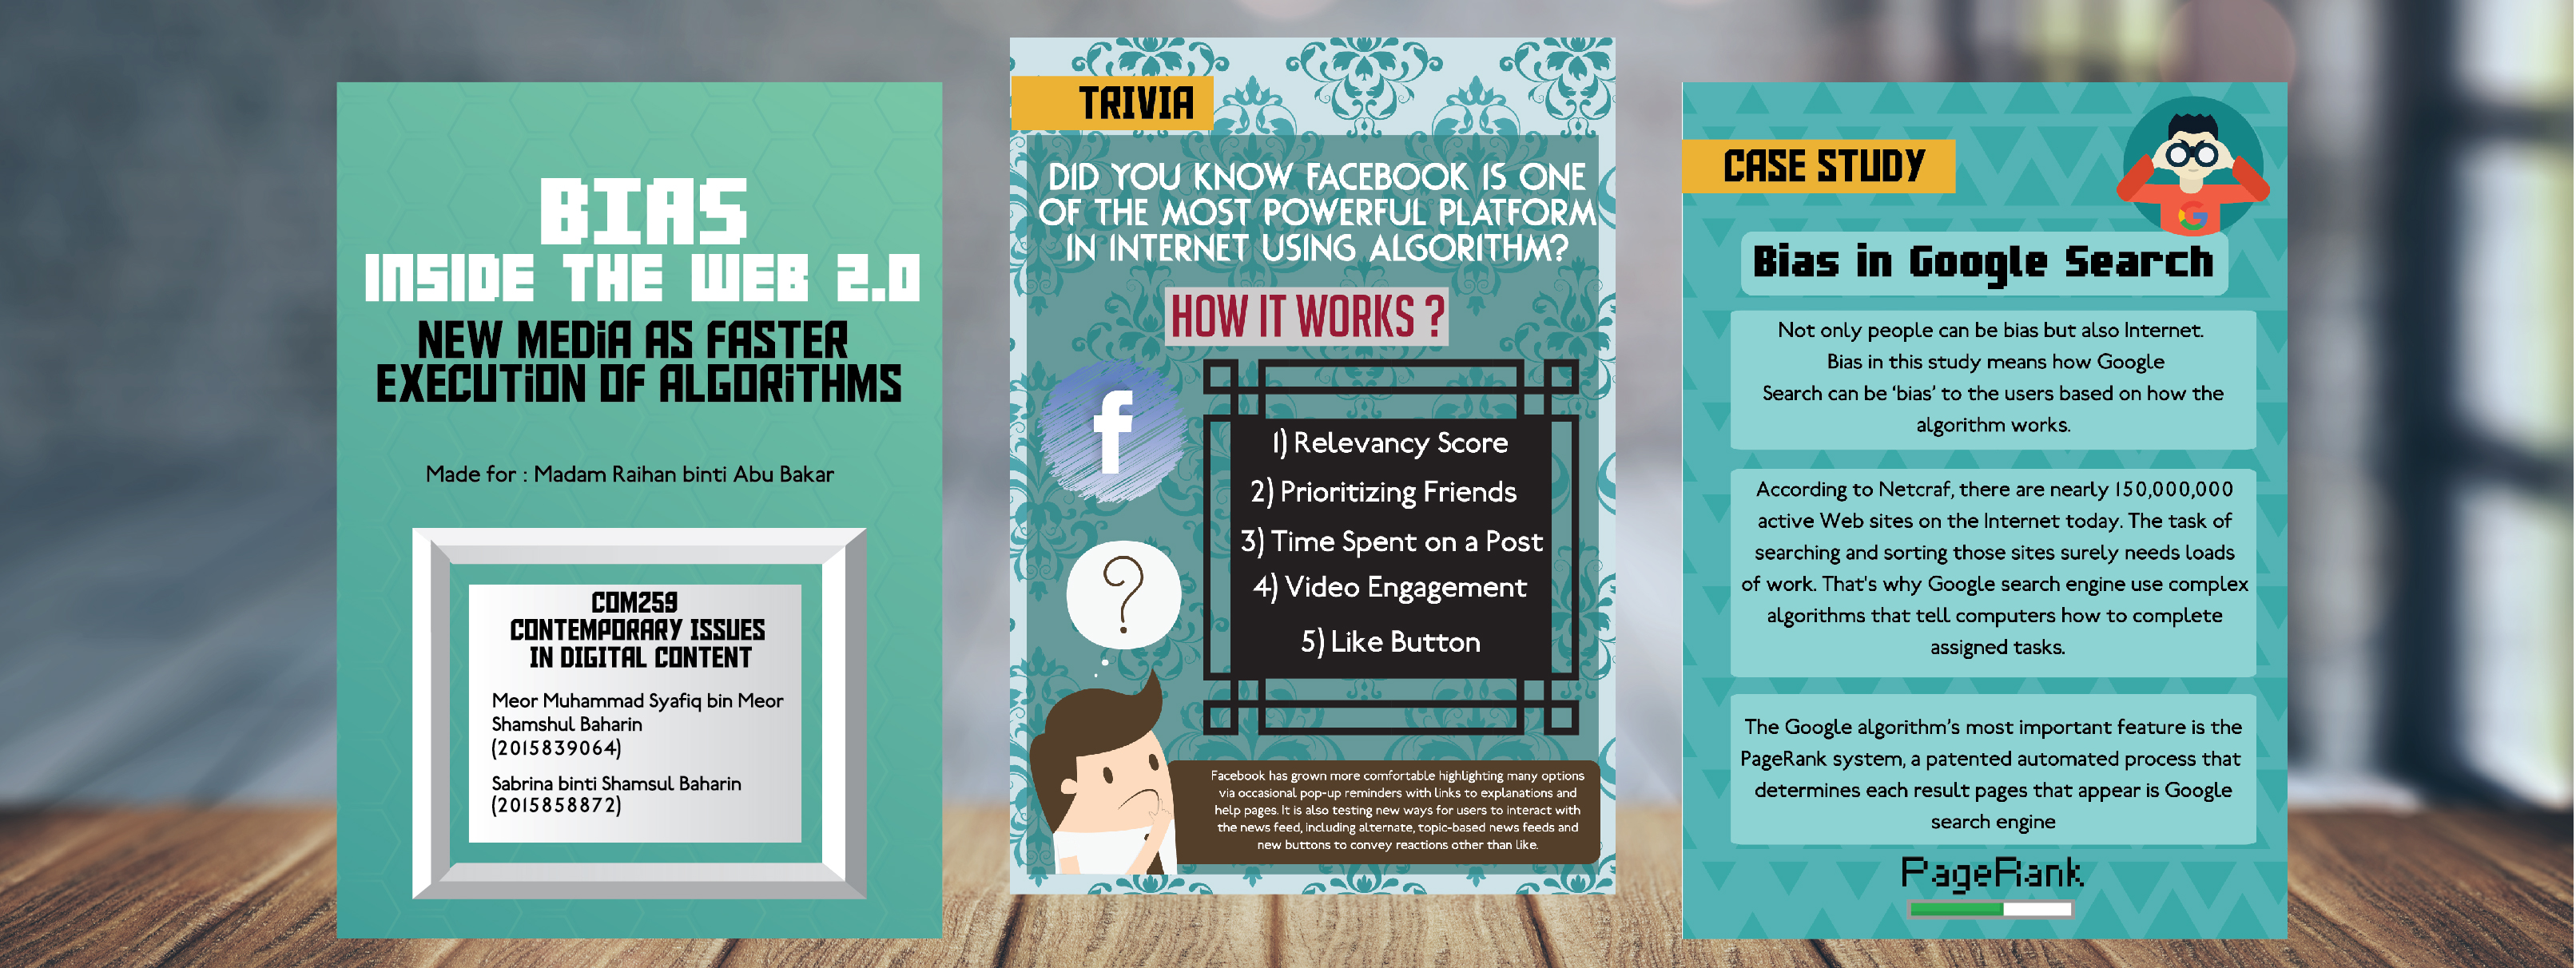 BIAS
INSIDE THE WEB 2.0
NEW MEDiA AS FASTER
EXECUTiON OF ALGORiTHMS
Made for : Madam Raihan binti Abu Bakar
COM259
CONTEMPORARY ISSUES
IN DIGITAL CONTENT
Meor Muhammad Syafiq bin Meor
Shamshul Baharin
(2015839064)
Sabrina binti Shamsul Baharin
(2015858872)
TRIVIA
DID YOU KNOW FACEBOOK IS ONE
OF THE MOST POWERFUL PLATFORM
IN INTERNET USING ALGORITHM?
HOW IT WORKS ?
f
1) Relevancy Score
2) Prioritizing Friends
3) Time Spent on a Post
4) Video Engagement
5) Like Button
?
Facebook has grown more comfortable highlighting many options
via occasional pop-up reminders with links to explanations and
help pages. It is also testing new ways for users to interact with
the news feed, including alternate, topic-based news feeds and
new buttons to convey reactions other than like.
CASE STUDY
G
Bias in Google Search
Not only people can be bias but also Internet.
Bias in this study means how Google
Search can be ‘bias’ to the users based on how the
algorithm works.
According to Netcraf, there are nearly 150,000,000
active Web sites on the Internet today. The task of
searching and sorting those sites surely needs loads
of work. That's why Google search engine use complex
algorithms that tell computers how to complete
assigned tasks.
The Google algorithm’s most important feature is the
PageRank system, a patented automated process that
determines each result pages that appear is Google
search engine
PageRank